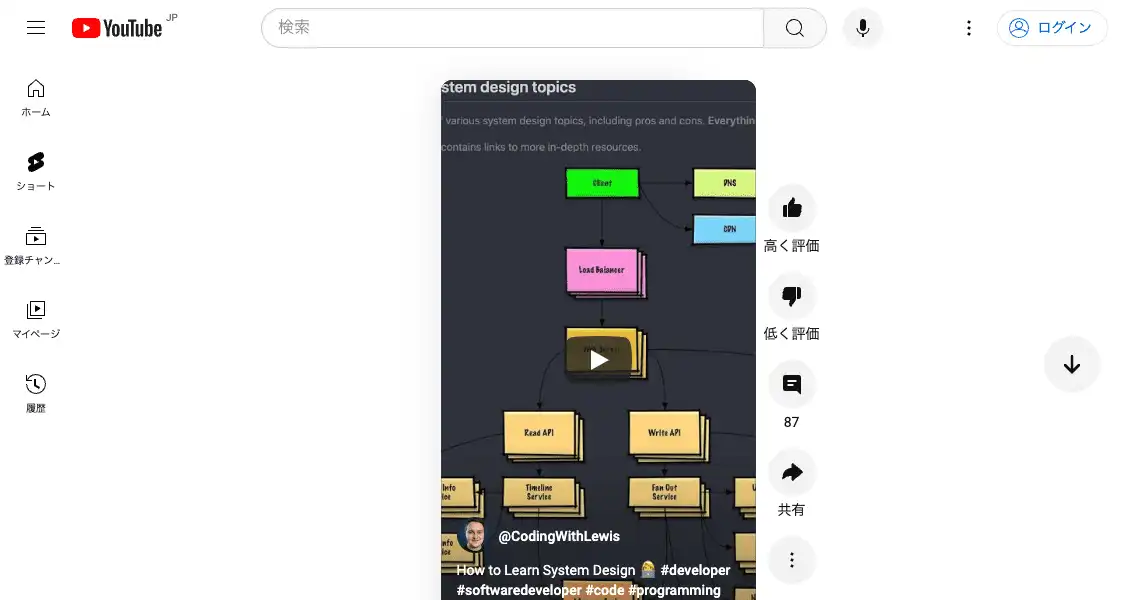 YouTube JP
検索
ログイン
ホーム
ショート
登録チャン...
マイページ
履歴
stem design topics
various system design topics, including pros and cons. Everythin
contains links to more in-depth resources.
Client
DNS
CDN
Load Balancer
Read API
Write API
Info
Timeline
Service
Fan Out
Service
@CodingWithLewis
How to Learn System Design 👨‍💻 #developer
#softwaredeveloper #code #programming
高く評価
低く評価
87
共有